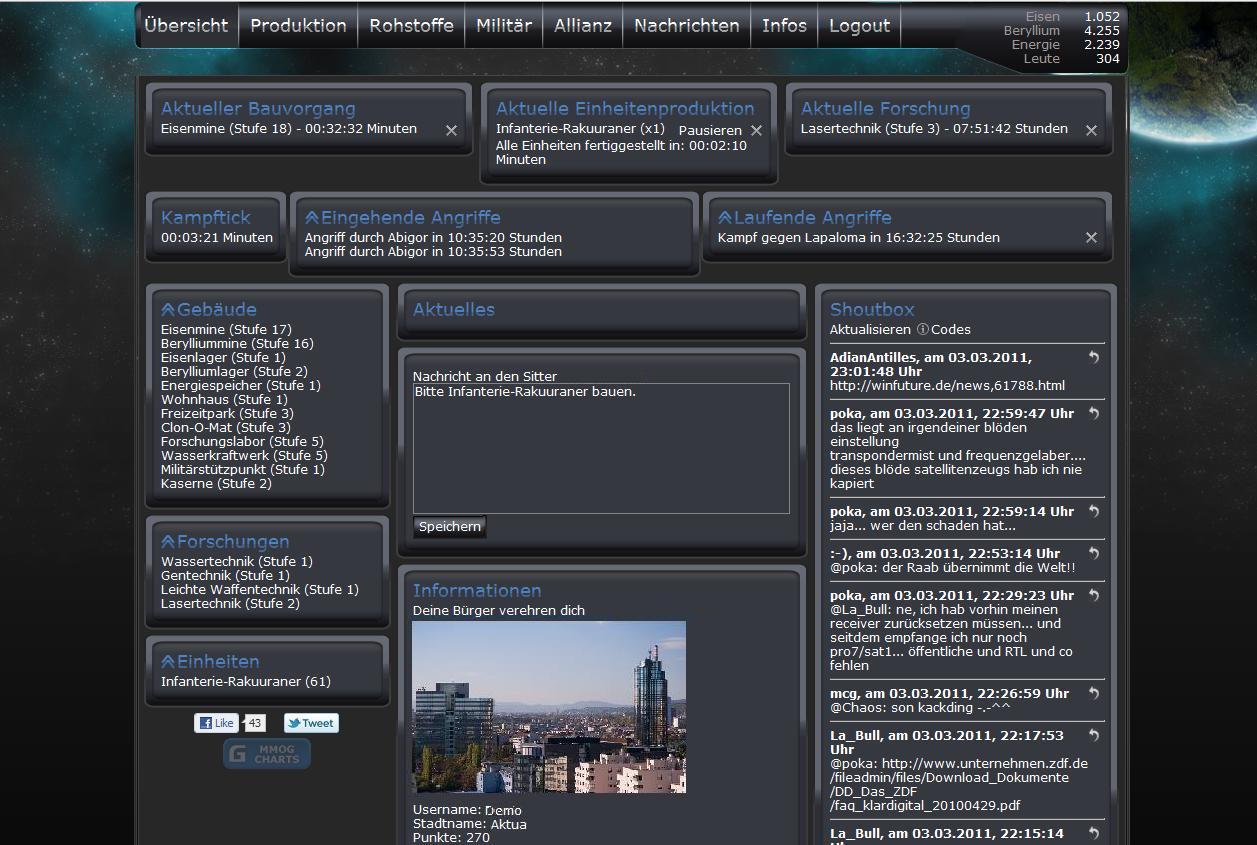 Übersicht Produktion Rohstoffe Militär Allianz Nachrichten Infos Logout
Eisen 1.052
Beryllium 4.255
Energie 2.239
Leute 304
Aktueller Bauvorgang
Eisenmine (Stufe 18) - 00:32:32 Minuten
Aktuelle Einheitenproduktion
Infanterie-Rakuuraner (x1) Pausieren
Alle Einheiten fertiggestellt in: 00:02:10
Minuten
Aktuelle Forschung
Lasertechnik (Stufe 3) - 07:51:42 Stunden
Kampftick
00:03:21 Minuten
Eingehende Angriffe
Angriff durch Abigor in 10:35:20 Stunden
Angriff durch Abigor in 10:35:53 Stunden
Laufende Angriffe
Kampf gegen Lapaloma in 16:32:25 Stunden
Gebäude
Eisenmine (Stufe 17)
Berylliummine (Stufe 16)
Eisenlager (Stufe 1)
Berylliumlager (Stufe 2)
Energiespeicher (Stufe 1)
Wohnhaus (Stufe 1)
Freizeitpark (Stufe 3)
Clon-O-Mat (Stufe 3)
Forschungslabor (Stufe 5)
Wasserkraftwerk (Stufe 5)
Militärstützpunkt (Stufe 1)
Kaserne (Stufe 2)
Forschungen
Wassertechnik (Stufe 1)
Gentechnik (Stufe 1)
Leichte Waffentechnik (Stufe 1)
Lasertechnik (Stufe 2)
Einheiten
Infanterie-Rakuuraner (61)
Like 43 Tweet
G MMOG
CHARTS
Aktuelles
Nachricht an den Sitter
Bitte Infanterie-Rakuuraner bauen.
Speichern
Informationen
Deine Bürger verehren dich
Username: Demo
Stadtname: Aktua
Punkte: 270
Shoutbox
Aktualisieren Codes
AdianAntilles, am 03.03.2011,
23:01:48 Uhr
http://winfuture.de/news,61788.html
poka, am 03.03.2011, 22:59:47 Uhr
das liegt an irgendeiner blöden
einstellung
transpondermist und frequenzgelaber....
dieses blöde satellitenzeugs hab ich nie
kapiert
poka, am 03.03.2011, 22:59:14 Uhr
jaja... wer den schaden hat...
:-), am 03.03.2011, 22:53:14 Uhr
@poka: der Raab übernimmt die Welt!!
poka, am 03.03.2011, 22:29:23 Uhr
@La_Bull: ne, ich hab vorhin meinen
receiver zurücksetzen müssen... und
seitdem empfange ich nur noch
pro7/sat1... öffentliche und RTL und co
fehlen
mcg, am 03.03.2011, 22:26:59 Uhr
@Chaos: son kackding -.-^^
La_Bull, am 03.03.2011, 22:17:53
Uhr
@poka: http://www.unternehmen.zdf.de
/fileadmin/files/Download_Dokumente
/DD_Das_ZDF
/faq_klardigital_20100429.pdf
La_Bull, am 03.03.2011, 22:15:14